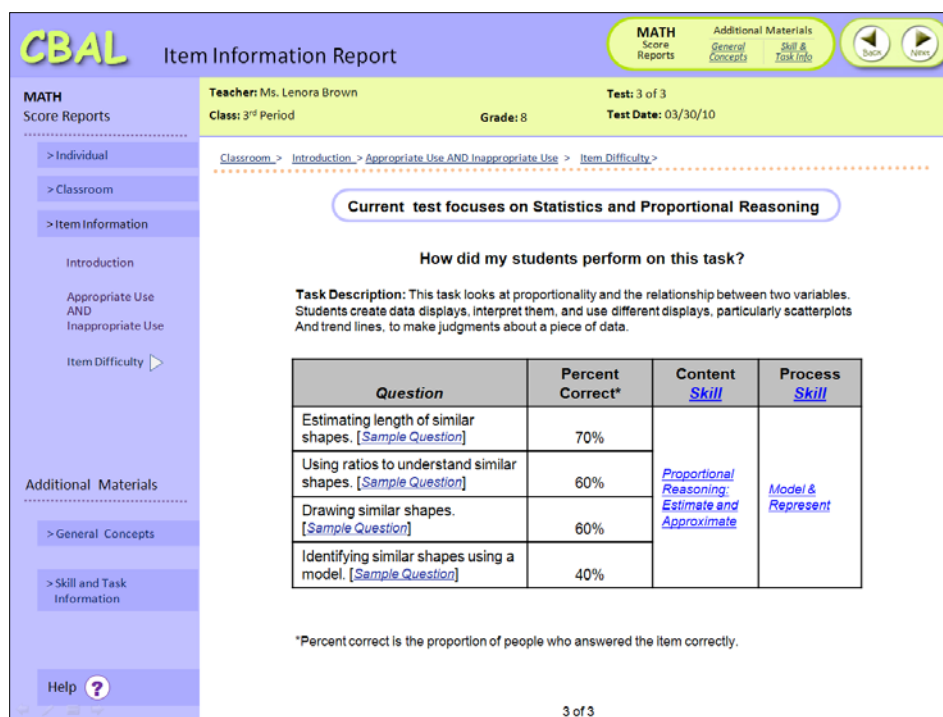 CBAL
Item Information Report
MATH
Score
Reports
Additional Materials
General
Concepts
Skill &
Task Info
Back
Next
MATH
Score Reports
> Individual
> Classroom
> Item Information
Introduction
Appropriate Use
AND
Inappropriate Use
Item Difficulty
Additional Materials
> General Concepts
> Skill and Task
Information
Help ?
Teacher: Ms. Lenora Brown
Test: 3 of 3
Class: 3rd Period
Grade: 8
Test Date: 03/30/10
Classroom > Introduction > Appropriate Use AND Inappropriate Use > Item Difficulty >
Current test focuses on Statistics and Proportional Reasoning
How did my students perform on this task?
Task Description: This task looks at proportionality and the relationship between two variables.
Students create data displays, interpret them, and use different displays, particularly scatterplots
And trend lines, to make judgments about a piece of data.
Question
Percent
Correct*
Content
Skill
Process
Skill
Estimating length of similar
shapes. [Sample Question]
70%
Using ratios to understand similar
shapes. [Sample Question]
60%
Drawing similar shapes.
[Sample Question]
60%
Identifying similar shapes using a
model. [Sample Question]
40%
Proportional
Reasoning:
Estimate and
Approximate
Model &
Represent
*Percent correct is the proportion of people who answered the item correctly.
3 of 3